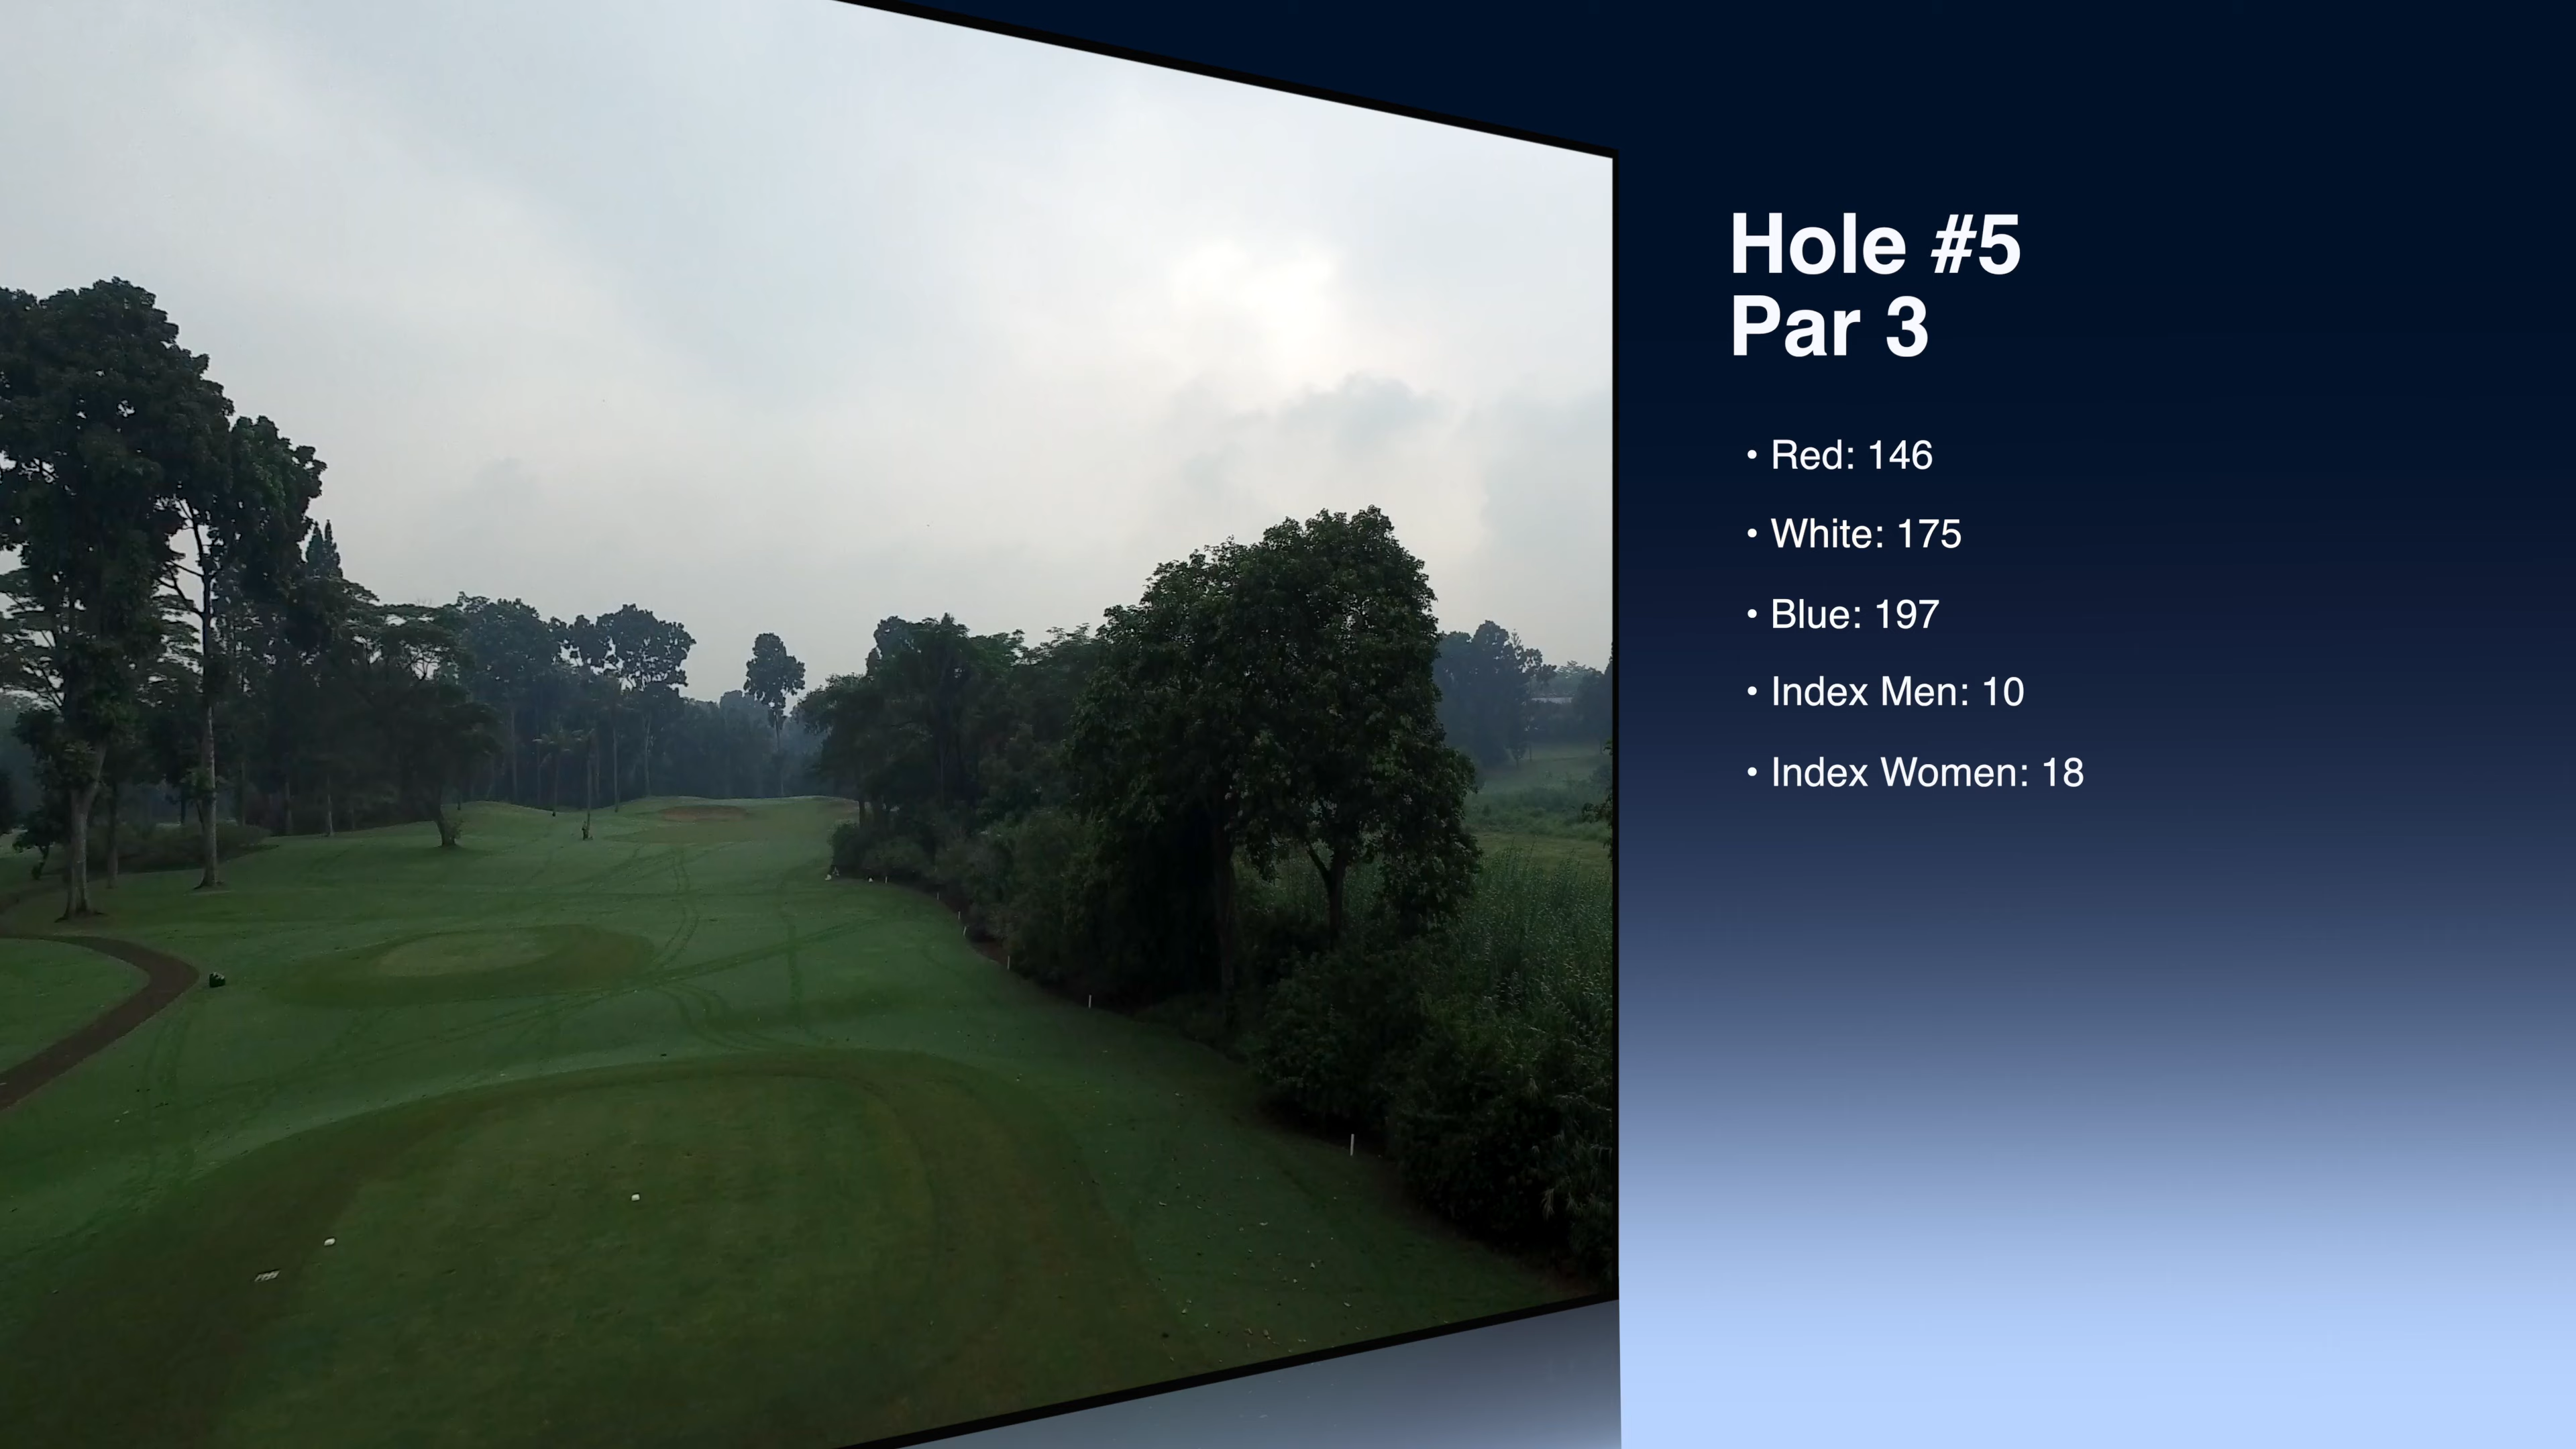 Hole #5
Par 3
• Red: 146
• White: 175
• Blue: 197
• Index Men: 10
• Index Women: 18